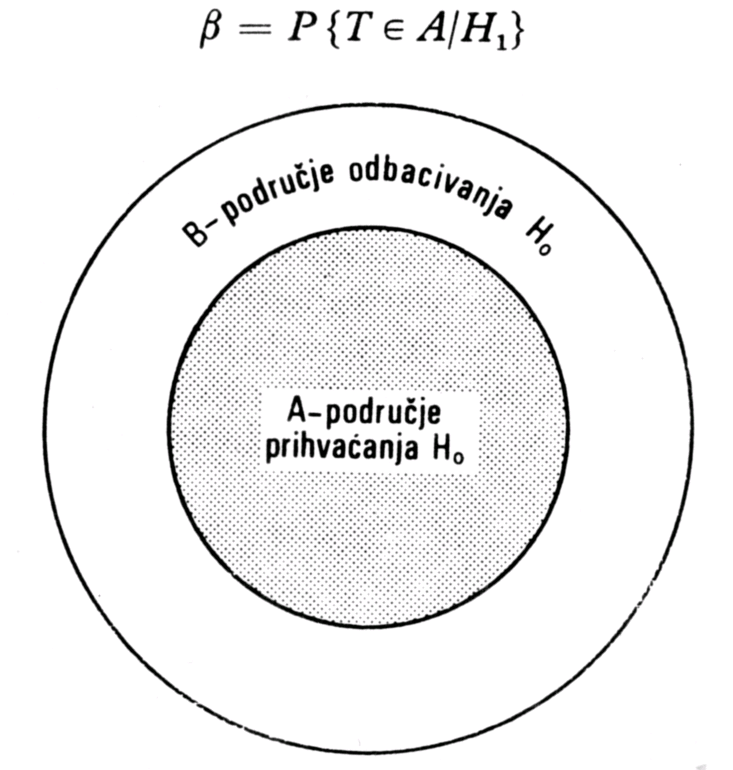 β = P {T ∈ A/H₁}
B-područje odbacivanja H₀
A-područje
prihvaćanja H₀